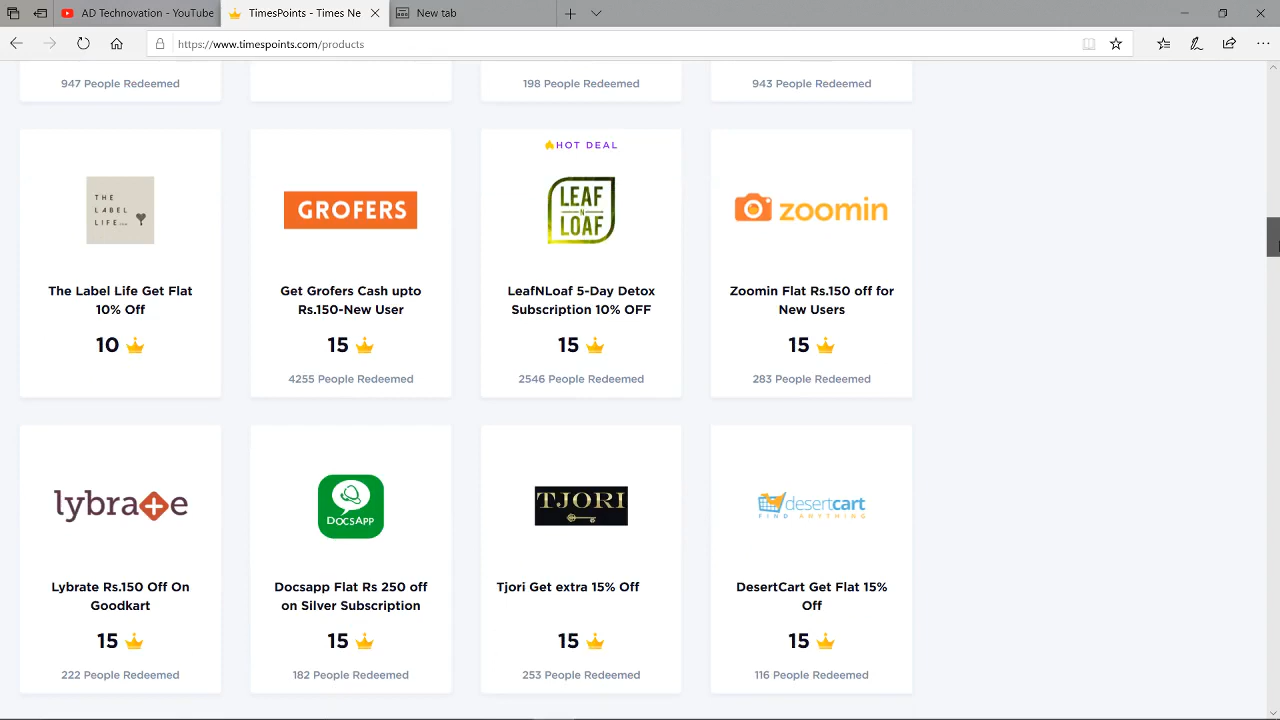 AD Technotation - YouTube
TimesPoints - 15 Times Ne
New tab
https://www.timespoints.com/products
947 People Redeemed
198 People Redeemed
943 People Redeemed
THE
LABEL
LIFE.com
The Label Life Get Flat
10% Off
10
GROFERS
Get Grofers Cash upto
Rs.150-New User
15
4255 People Redeemed
HOT DEAL
LEAF
N
LOAF
LeafNLoaf 5-Day Detox
Subscription 10% OFF
15
2546 People Redeemed
zoomin
Zoomin Flat Rs.150 off for
New Users
15
283 People Redeemed
lybrate
Lybrate Rs.150 Off On
Goodkart
15
222 People Redeemed
DOCSAPP
Docsapp Flat Rs 250 off
on Silver Subscription
15
182 People Redeemed
TJORI
Tjori Get extra 15% Off
15
253 People Redeemed
desertcart
FIND ANYTHING
DesertCart Get Flat 15%
Off
15
116 People Redeemed